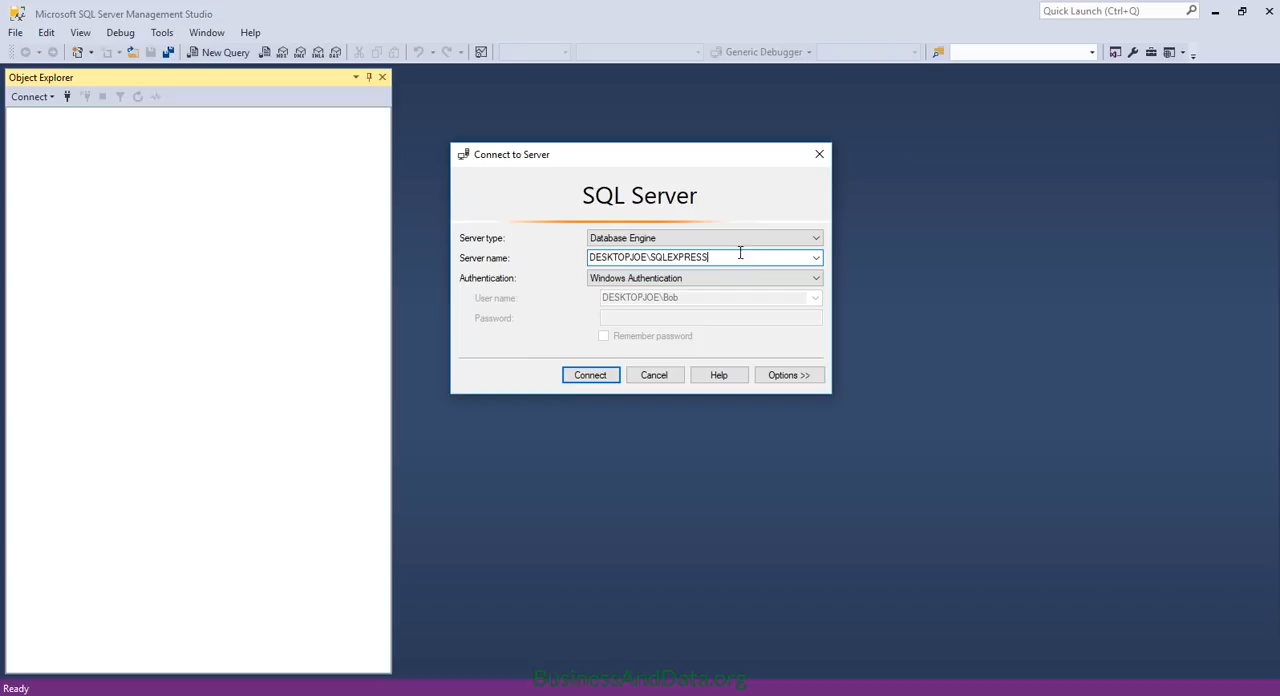 Microsoft SQL Server Management Studio
Quick Launch (Ctrl+Q)
File Edit View Debug Tools Window Help
New Query
Generic Debugger
Object Explorer
Connect
Connect to Server
SQL Server
Server type: Database Engine
Server name: DESKTOPJOE\SQLEXPRESS
Authentication: Windows Authentication
User name: DESKTOPJOE\Bob
Password:
Remember password
Connect Cancel Help Options >>
BusinessAndData.org
Ready